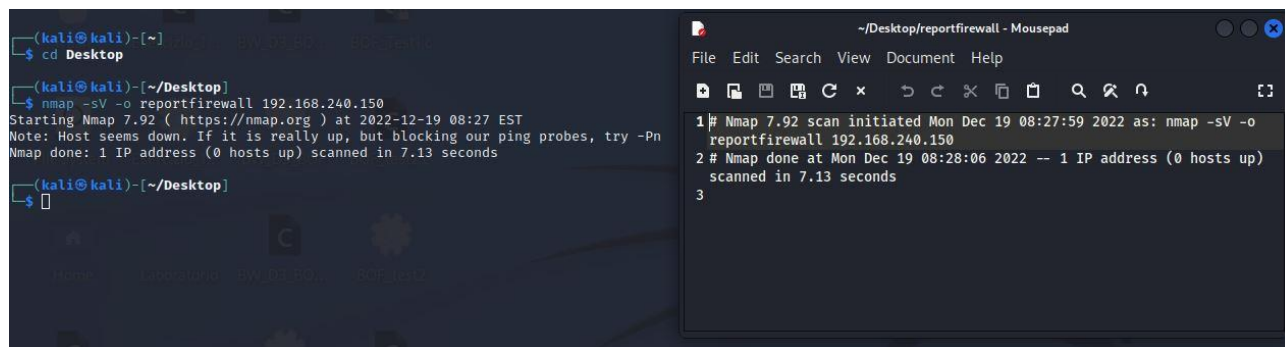 ┌──(kali㉿kali)-[~]
└─$ cd Desktop
┌──(kali㉿kali)-[~/Desktop]
└─$ nmap -sV -o reportfirewall 192.168.240.150
Starting Nmap 7.92 ( https://nmap.org ) at 2022-12-19 08:27 EST
Note: Host seems down. If it is really up, but blocking our ping probes, try -Pn
Nmap done: 1 IP address (0 hosts up) scanned in 7.13 seconds
┌──(kali㉿kali)-[~/Desktop]
└─$
Home
~/Desktop/reportfirewall - Mousepad
File Edit Search View Document Help
1 # Nmap 7.92 scan initiated Mon Dec 19 08:27:59 2022 as: nmap -sV -o
reportfirewall 192.168.240.150
2 # Nmap done at Mon Dec 19 08:28:06 2022 -- 1 IP address (0 hosts up)
scanned in 7.13 seconds
3